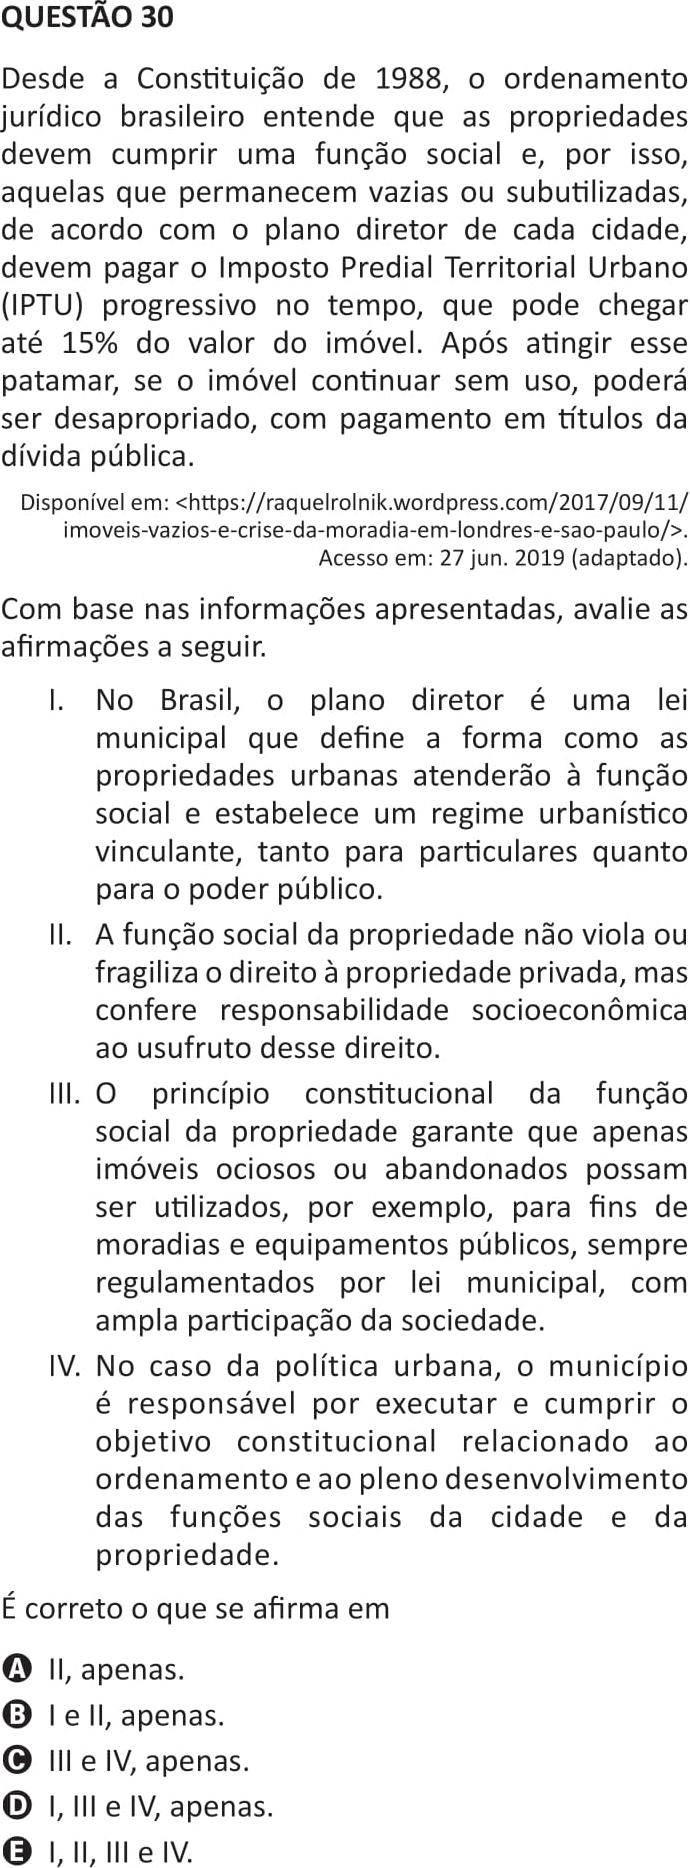 QUESTÃO 30
Desde a Constituição de 1988, o ordenamento
jurídico brasileiro entende que as propriedades
devem cumprir uma função social e, por isso,
aquelas que permanecem vazias ou subutilizadas,
de acordo com o plano diretor de cada cidade,
devem pagar o Imposto Predial Territorial Urbano
(IPTU) progressivo no tempo, que pode chegar
até 15% do valor do imóvel. Após atingir esse
patamar, se o imóvel continuar sem uso, poderá
ser desapropriado, com pagamento em títulos da
dívida pública.
Disponível em: <https://raquelrolnik.wordpress.com/2017/09/11/
imoveis-vazios-e-crise-da-moradia-em-londres-e-sao-paulo/>.
Acesso em: 27 jun. 2019 (adaptado).
Com base nas informações apresentadas, avalie as
afirmações a seguir.
I. No Brasil, o plano diretor é uma lei
municipal que define a forma como as
propriedades urbanas atenderão à função
social e estabelece um regime urbanístico
vinculante, tanto para particulares quanto
para o poder público.
II. A função social da propriedade não viola ou
fragiliza o direito à propriedade privada, mas
confere responsabilidade socioeconômica
ao usufruto desse direito.
III. O princípio constitucional da função
social da propriedade garante que apenas
imóveis ociosos ou abandonados possam
ser utilizados, por exemplo, para fins de
moradias e equipamentos públicos, sempre
regulamentados por lei municipal, com
ampla participação da sociedade.
IV. No caso da política urbana, o município
é responsável por executar e cumprir o
objetivo constitucional relacionado ao
ordenamento e ao pleno desenvolvimento
das funções sociais da cidade e da
propriedade.
É correto o que se afirma em
A II, apenas.
B I e II, apenas.
C III e IV, apenas.
D I, III e IV, apenas.
E I, II, III e IV.